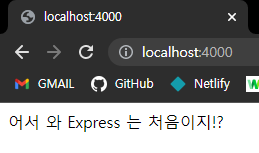 localhost:4000
localhost:4000
GMAIL GitHub Netlify
어서 와 Express 는 처음이지!?